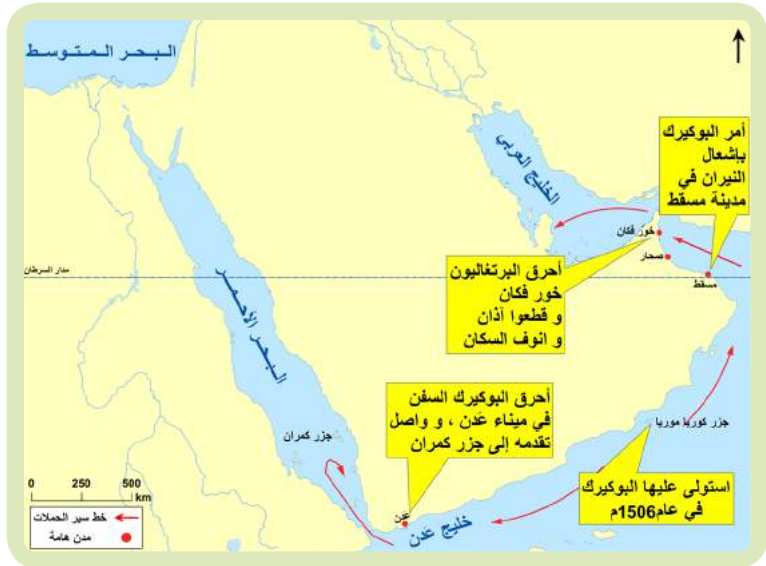 البحر المتوسط
أمر البوكيرك
بإشعال
النيران في
مدينة مسقط
الخليج العربي
خور فكان
صحار
مسقط
مدار السرطان
أحرق البرتغاليون
خور فكان
و قطعوا آذان
و انوف السكان
البحر الأحمر
أحرق البوكيرك السفن
في ميناء عَدن ، و واصل
تقدمه إلى جزر كمران
جزر كوريا موريا
جزر كمران
استولى عليها البوكيرك
في عام1506م
عَدن
خليج عَدن
0 250 500
km
خط سير الحملات
مدن هامة